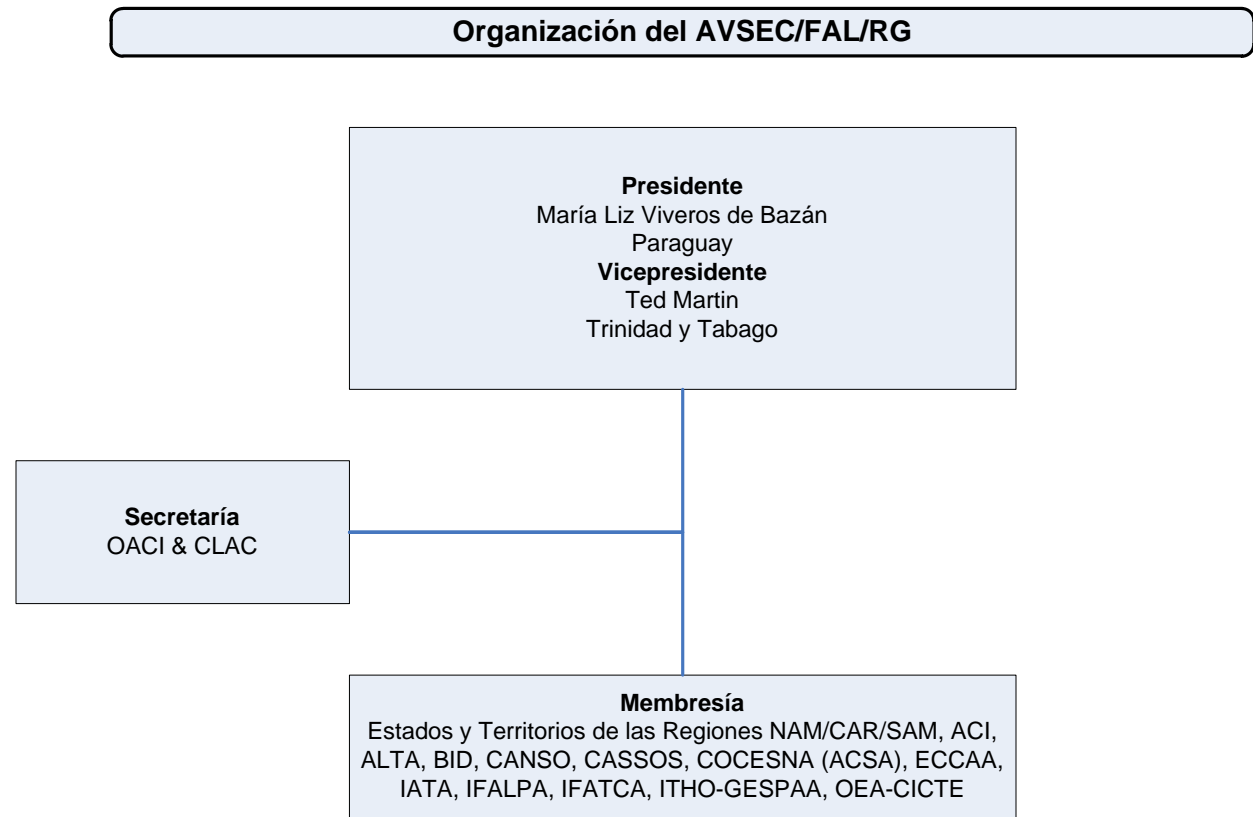 Organización del AVSEC/FAL/RG
Presidente
María Liz Viveros de Bazán
Paraguay
Vicepresidente
Ted Martin
Trinidad y Tabago
Secretaría
OACI & CLAC
Membresía
Estados y Territorios de las Regiones NAM/CAR/SAM, ACI,
ALTA, BID, CANSO, CASSOS, COCESNA (ACSA), ECCAA,
IATA, IFALPA, IFATCA, ITHO-GESPAA, OEA-CICTE